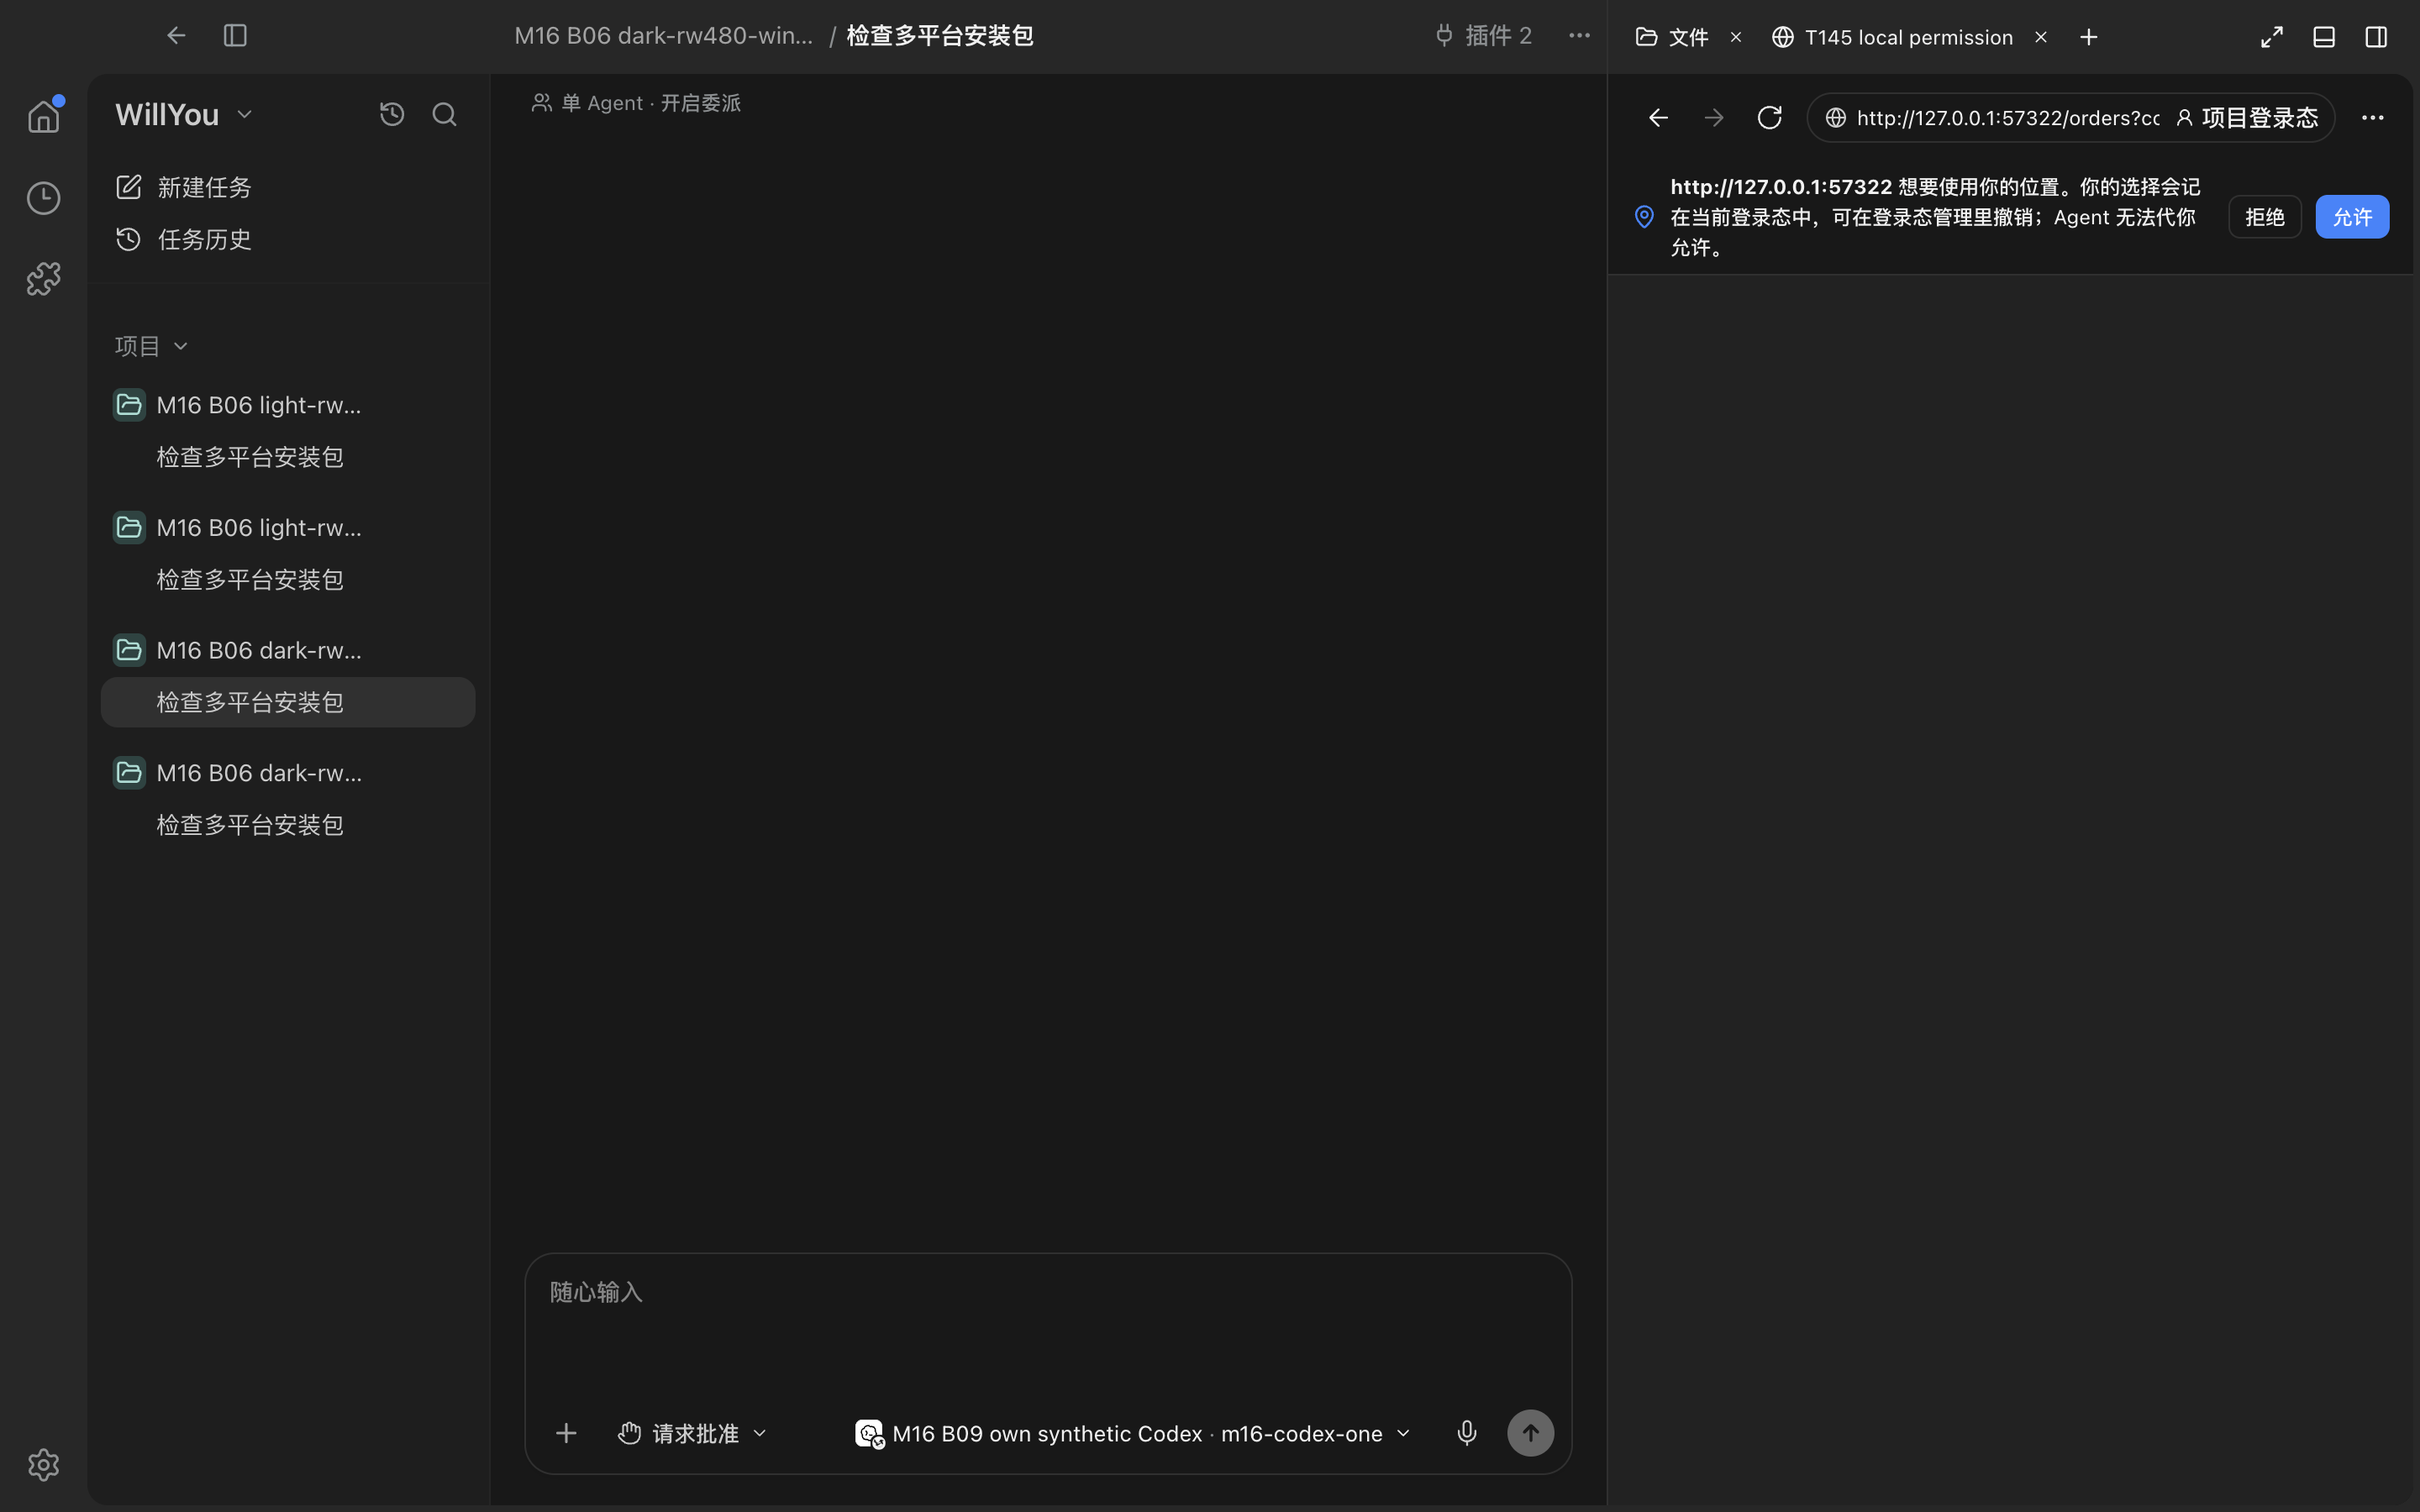 M16 B06 dark-rw480-win... / 检查多平台安装包
插件 2
文件
T145 local permission
WillYou
新建任务
任务历史
项目
M16 B06 light-rw...
检查多平台安装包
M16 B06 light-rw...
检查多平台安装包
M16 B06 dark-rw...
检查多平台安装包
M16 B06 dark-rw...
检查多平台安装包
单 Agent · 开启委派
随心输入
请求批准
M16 B09 own synthetic Codex · m16-codex-one
http://127.0.0.1:57322/orders?cc
项目登录态
http://127.0.0.1:57322 想要使用你的位置。你的选择会记
在当前登录态中，可在登录态管理里撤销；Agent 无法代你
允许。
拒绝
允许